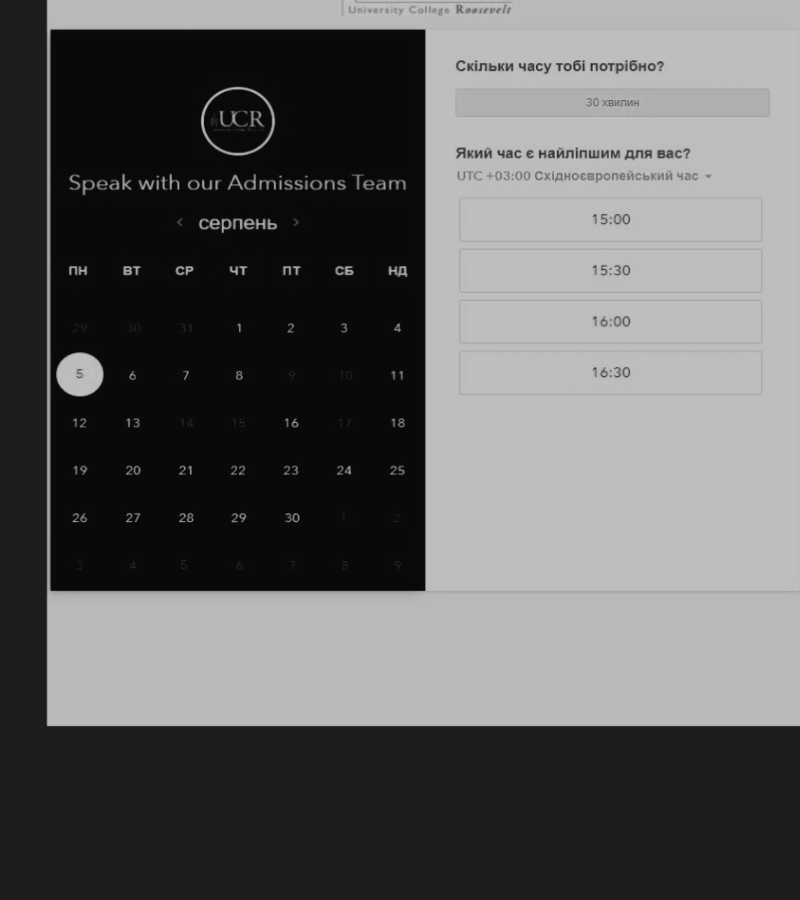 University College Roosevelt
UCR
Speak with our Admissions Team
< серпень >
ПН ВТ СР ЧТ ПТ СБ НД
29 30 31 1 2 3 4
5 6 7 8 9 10 11
12 13 14 15 16 17 18
19 20 21 22 23 24 25
26 27 28 29 30 1 2
3 4 5 6 7 8 9
Скільки часу тобі потрібно?
30 хвилин
Який час є найліпшим для вас?
UTC +03:00 Східноєвропейський час
15:00
15:30
16:00
16:30